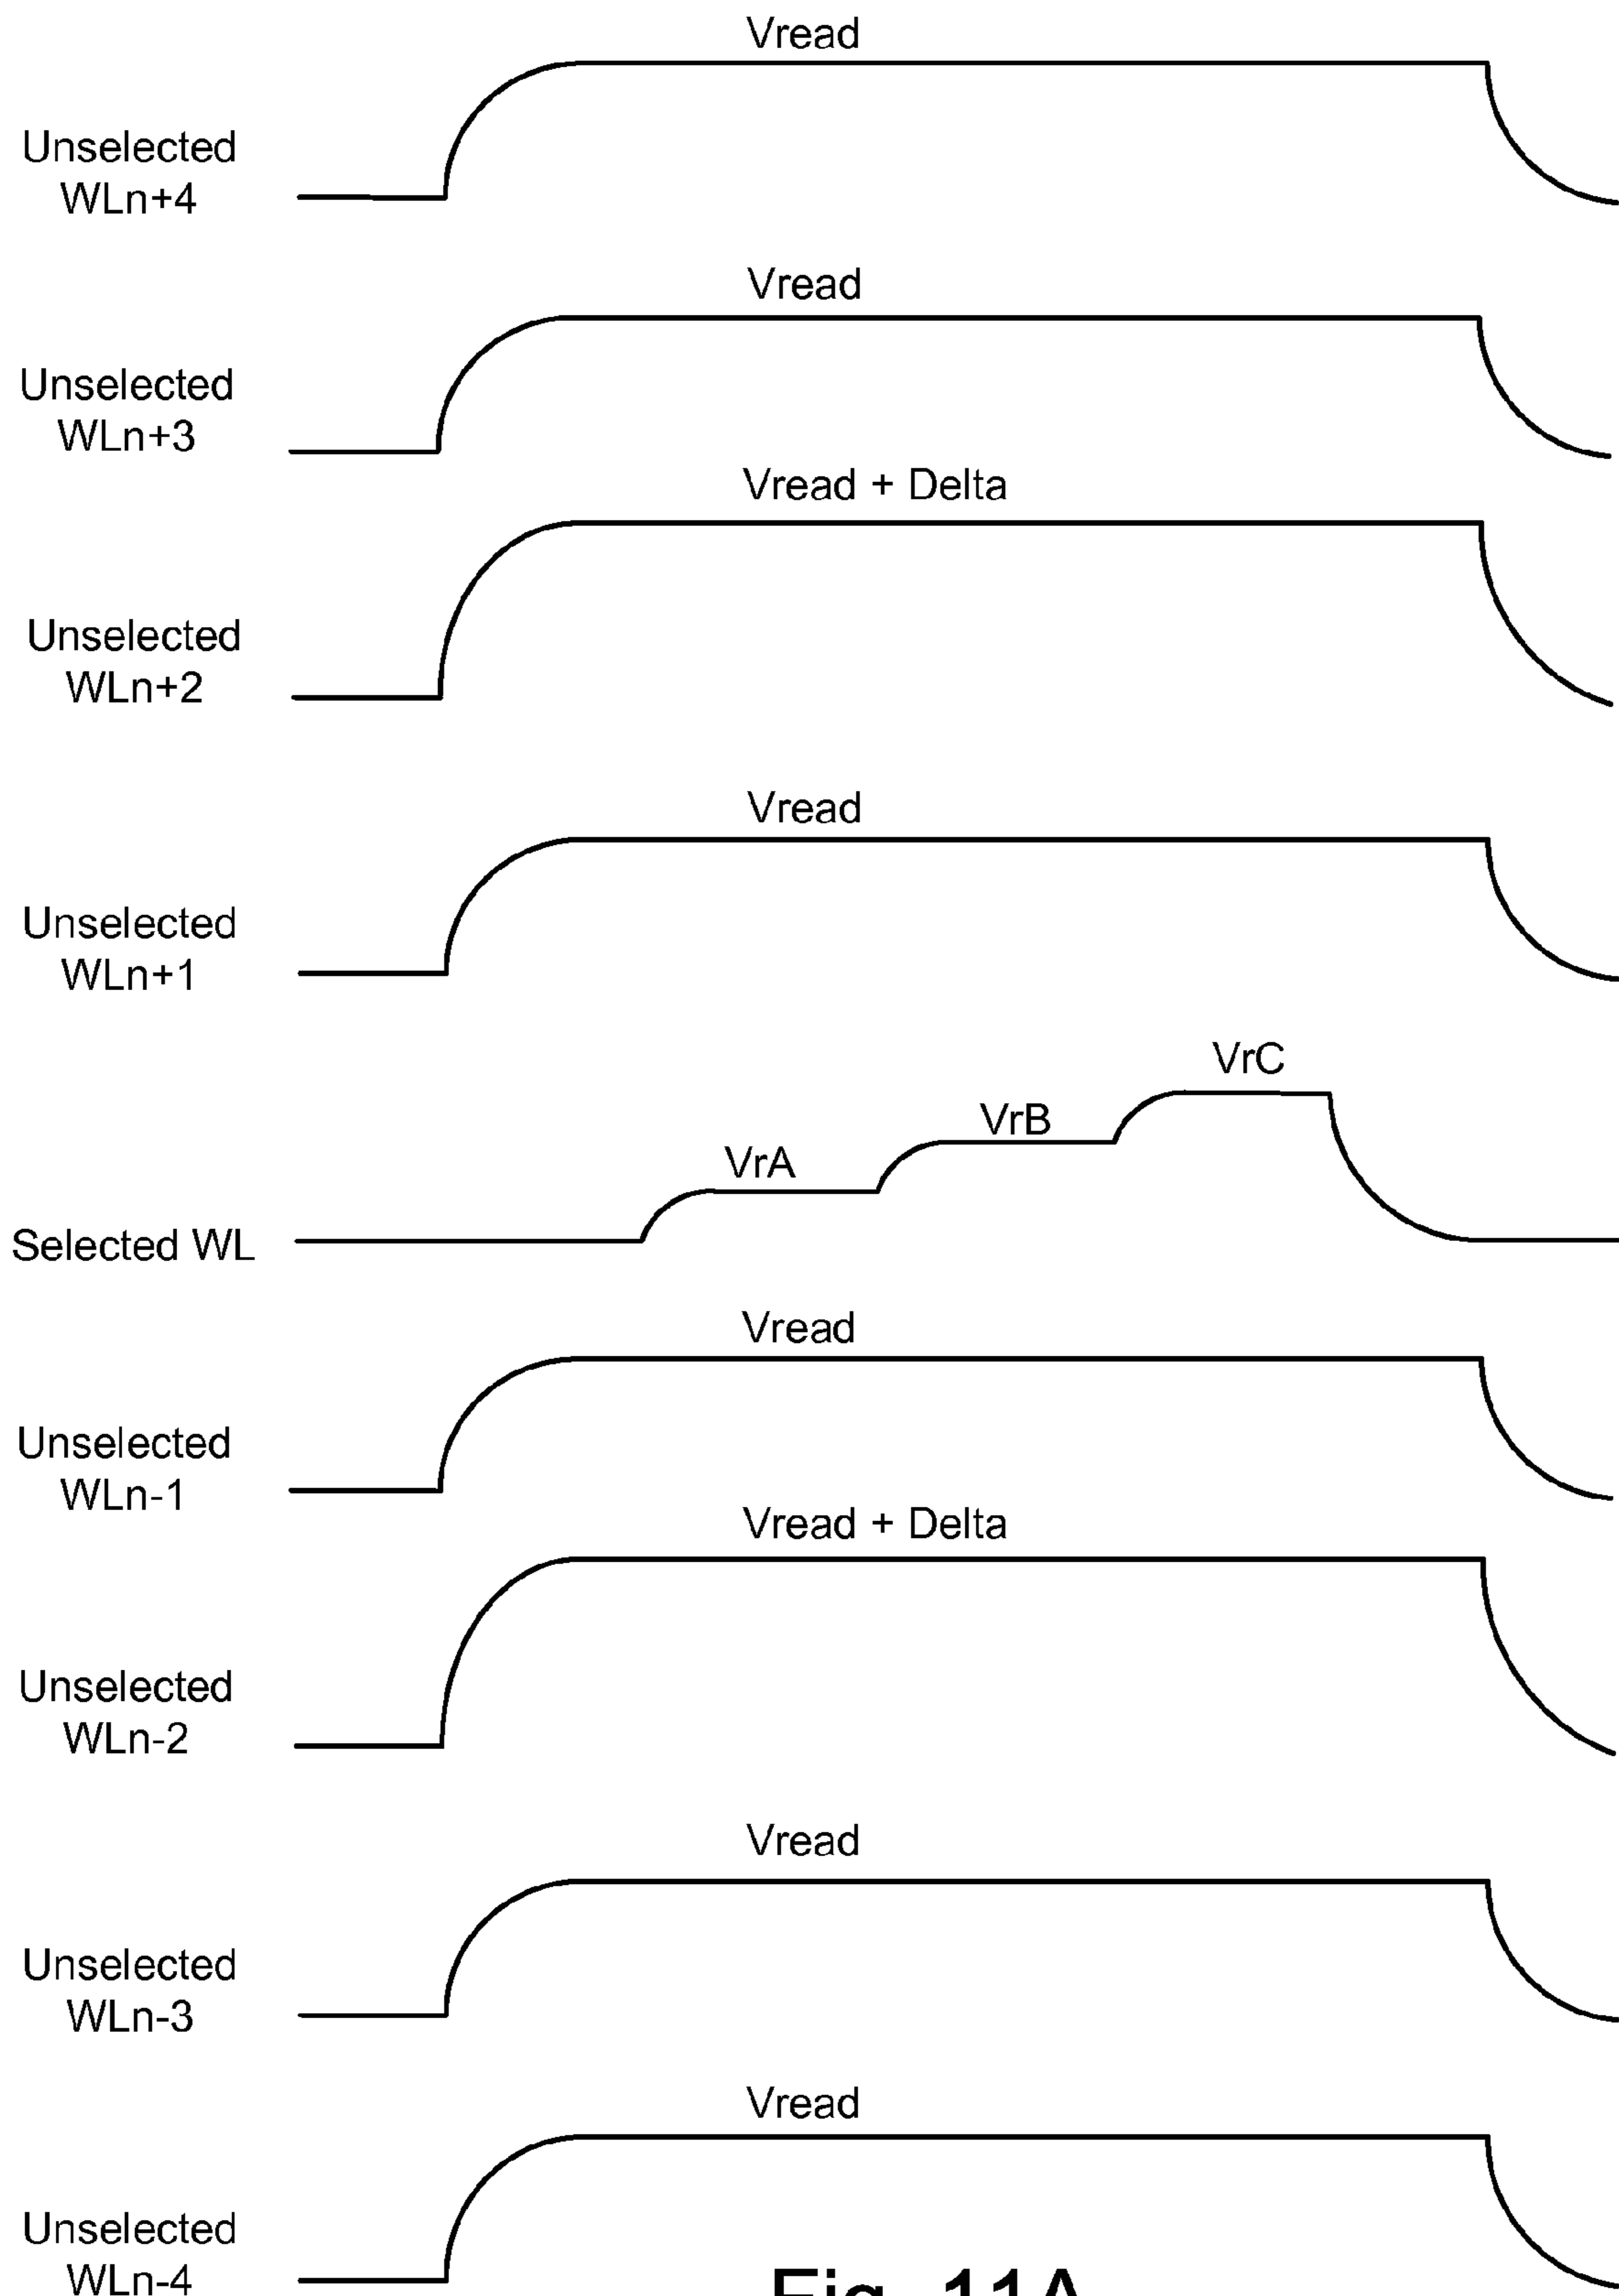 Vread
Unselected
WLn+4
Vread
Unselected
WLn+3
Vread + Delta
Unselected
WLn+2
Vread
Unselected
WLn+1
VrC
VrB
VrA
Selected WL
Vread
Unselected
WLn-1
Vread + Delta
Unselected
WLn-2
Vread
Unselected
WLn-3
Vread
Unselected
WLn-4
Fig. 11A